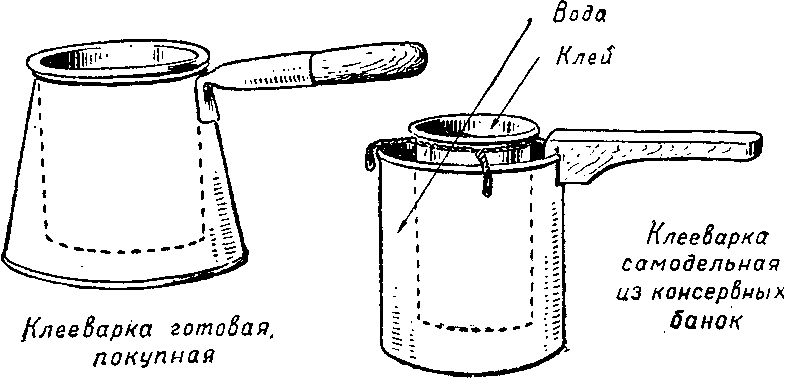 Вода
Клей
Клееварка
самодельная
из консервных
банок
Клееварка готовая,
покупная